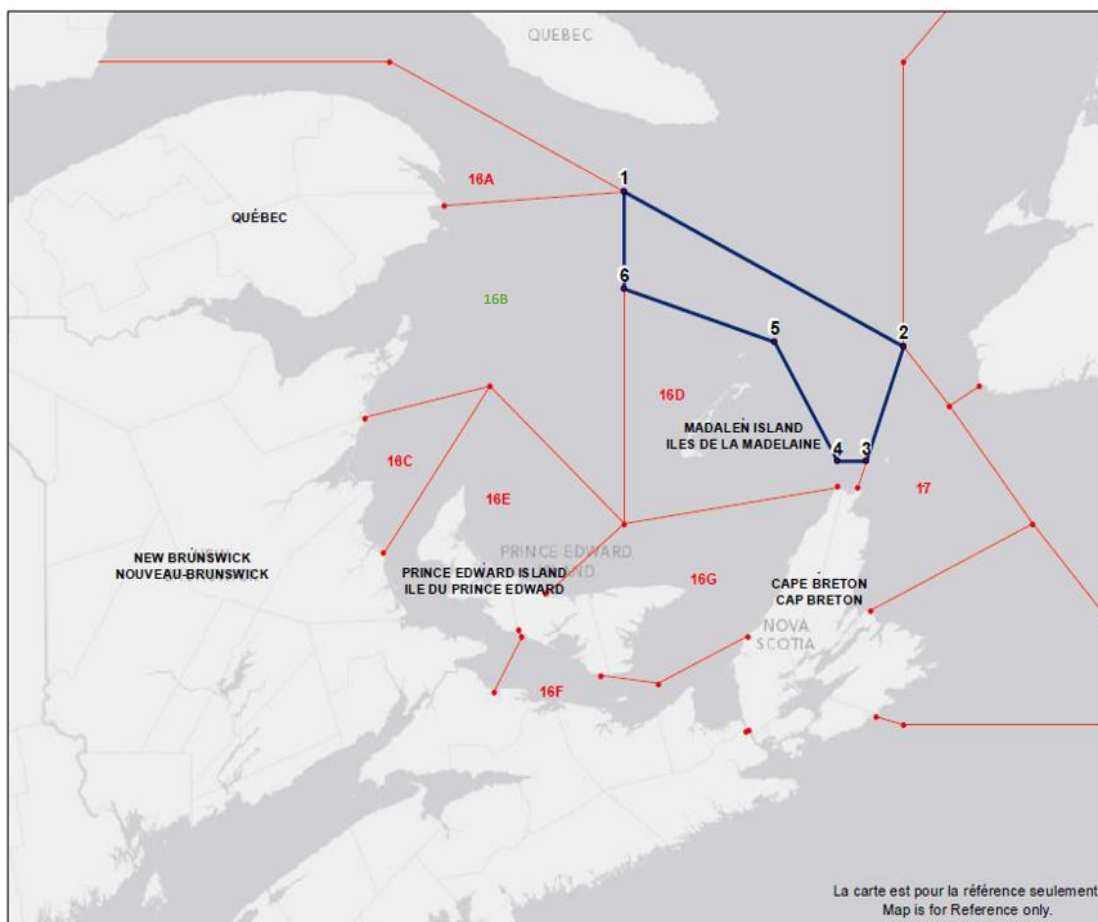 QUEBEC
16A
1
QUÉBEC
6
16B
5
2
16D
MADALEN ISLAND
ILES DE LA MADELAINE
4
3
16C
17
16E
NEW BRUNSWICK
NOUVEAU-BRUNSWICK
PRINCE EDWARD
ISLAND
PRINCE EDWARD ISLAND
ILE DU PRINCE EDWARD
16G
CAPE BRETON
CAP BRETON
NOVA
SCOTIA
16F
La carte est pour la référence seulement
Map is for Reference only.